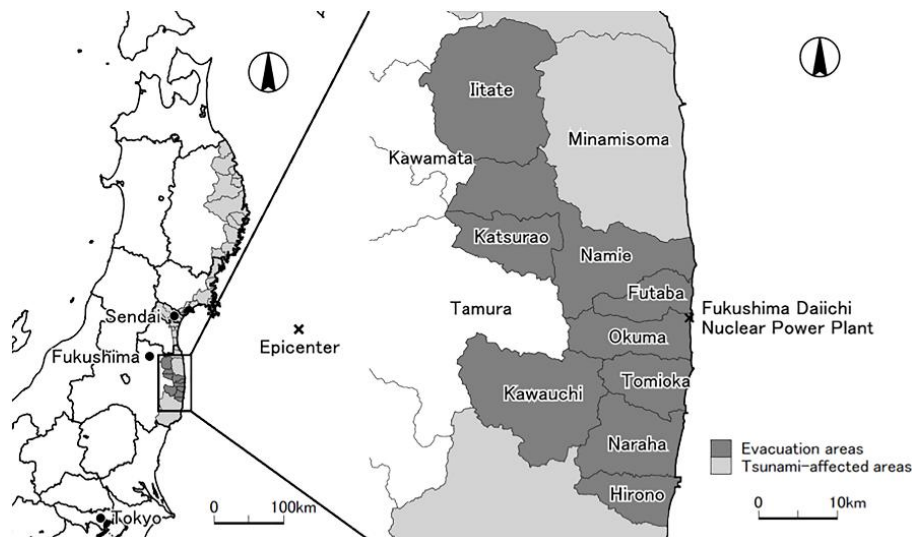 Sendai
Fukushima
Epicenter
Tokyo
0 100km
Iitate
Minamisoma
Kawamata
Katsurao
Namie
Futaba
Tamura
Fukushima Daiichi
Nuclear Power Plant
Okuma
Tomioka
Kawauchi
Naraha
Hirono
Evacuation areas
Tsunami-affected areas
0 10km